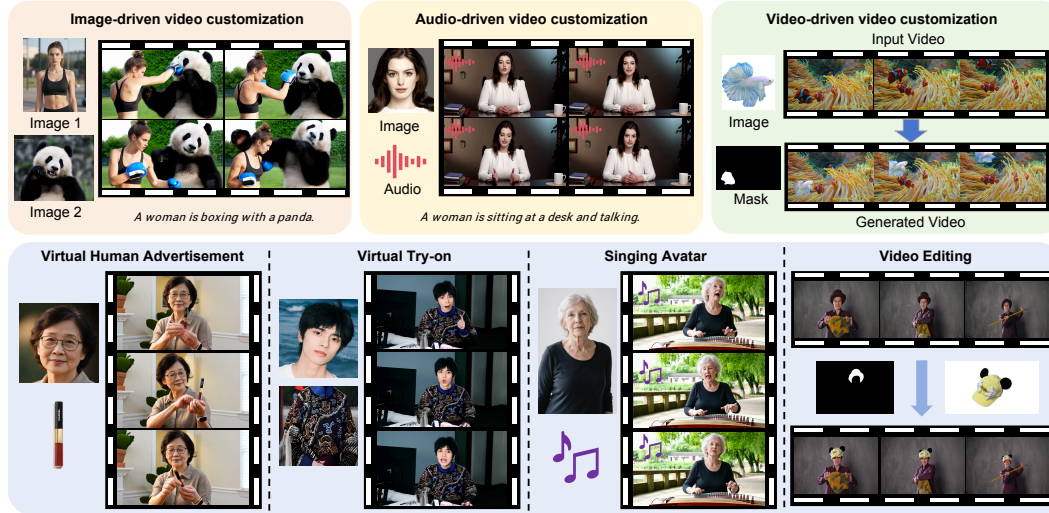 Image-driven video customization
Image 1
Image 2
A woman is boxing with a panda.
Audio-driven video customization
Image
Audio
A woman is sitting at a desk and talking.
Video-driven video customization
Input Video
Image
Mask
Generated Video
Virtual Human Advertisement
Virtual Try-on
Singing Avatar
Video Editing